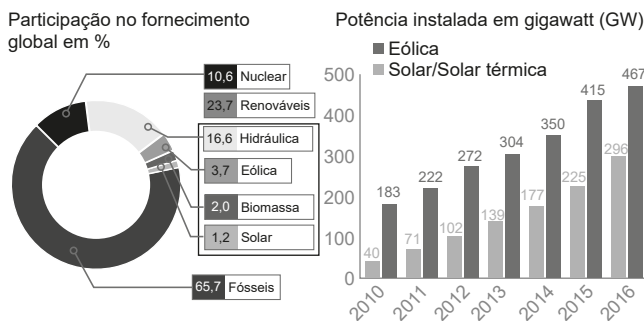 Participação no fornecimento
global em %
10,6 Nuclear
23,7 Renováveis
16,6 Hidráulica
3,7 Eólica
2,0 Biomassa
1,2 Solar
65,7 Fósseis
Potência instalada em gigawatt (GW)
Eólica
Solar/Solar térmica
500
400
300
200
100
0
40
183
71
222
102
272
139
304
177
350
225
415
296
467
2010
2011
2012
2013
2014
2015
2016